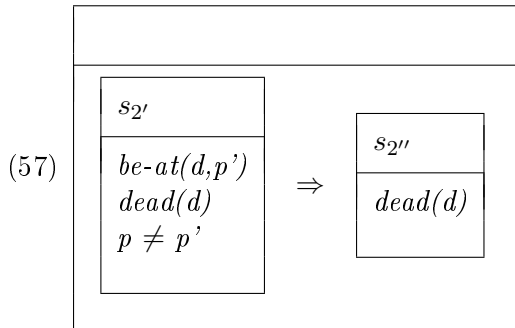 (57)
s₂′
be-at(d,p')
dead(d)
p ≠ p'
⇒
s₂″
dead(d)